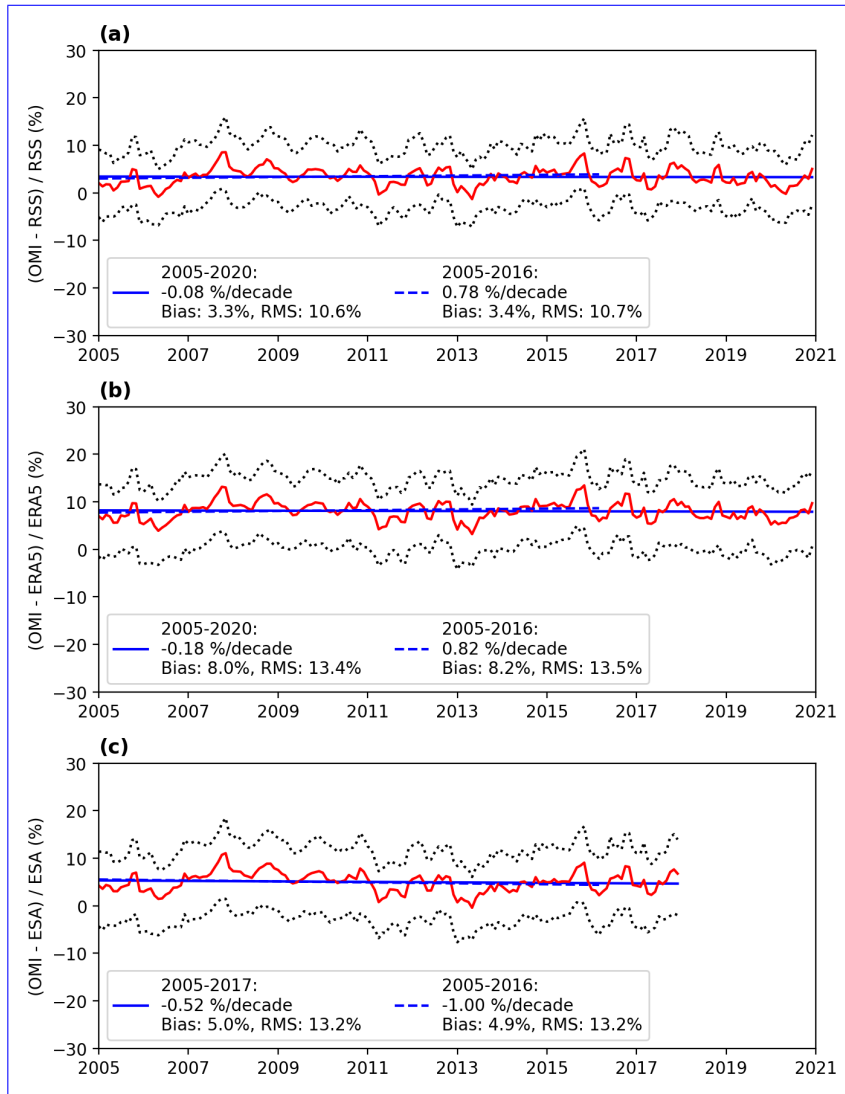 (a)
(OMI - RSS) / RSS (%)
30
20
10
0
−10
−20
−30
2005-2020:
-0.08 %/decade
Bias: 3.3%, RMS: 10.6%
2005-2016:
0.78 %/decade
Bias: 3.4%, RMS: 10.7%
2005 2007 2009 2011 2013 2015 2017 2019 2021
(b)
(OMI - ERA5) / ERA5 (%)
30
20
10
0
−10
−20
−30
2005-2020:
-0.18 %/decade
Bias: 8.0%, RMS: 13.4%
2005-2016:
0.82 %/decade
Bias: 8.2%, RMS: 13.5%
2005 2007 2009 2011 2013 2015 2017 2019 2021
(c)
(OMI - ESA) / ESA (%)
30
20
10
0
−10
−20
−30
2005-2017:
-0.52 %/decade
Bias: 5.0%, RMS: 13.2%
2005-2016:
-1.00 %/decade
Bias: 4.9%, RMS: 13.2%
2005 2007 2009 2011 2013 2015 2017 2019 2021